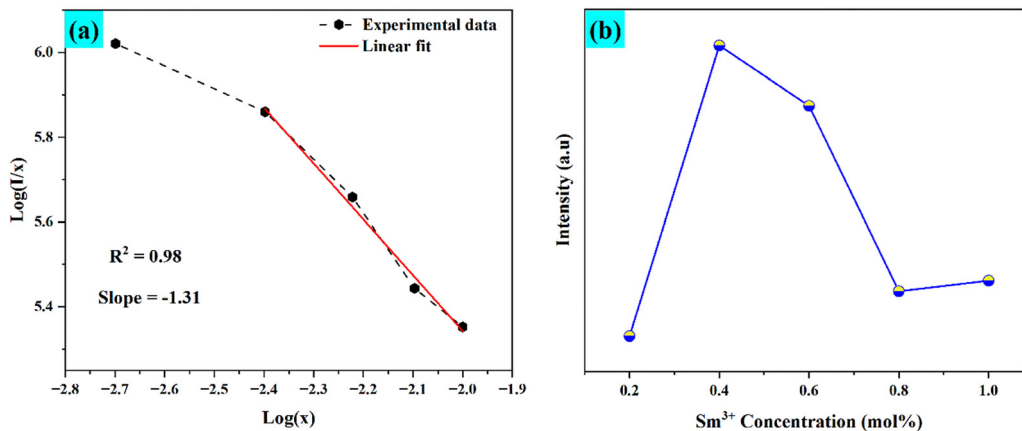 (a)
Experimental data
Linear fit
6.0
5.8
5.6
5.4
Log(I/x)
R² = 0.98
Slope = -1.31
−2.8 −2.7 −2.6 −2.5 −2.4 −2.3 −2.2 −2.1 −2.0 −1.9
Log(x)
(b)
Intensity (a.u)
0.2 0.4 0.6 0.8 1.0
Sm³⁺ Concentration (mol%)